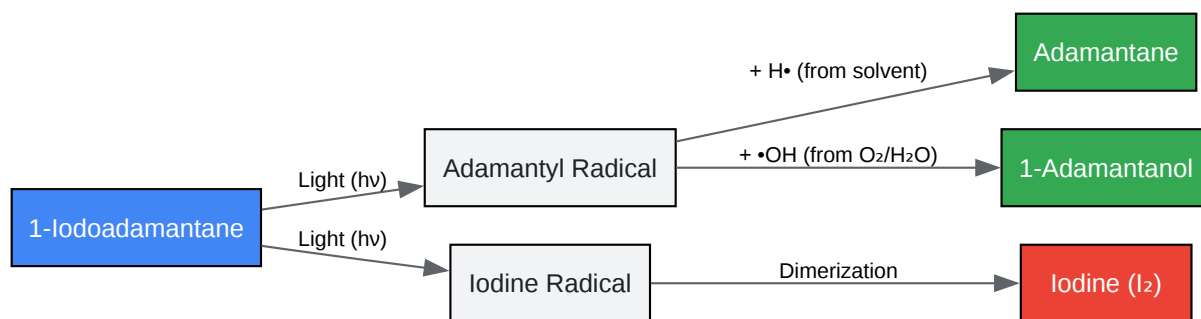 Adamantane
+ H• (from solvent)
Adamantyl Radical
+ •OH (from O₂/H₂O)
1-Adamantanol
Light (hν)
1-Iodoadamantane
Light (hν)
Iodine Radical
Dimerization
Iodine (I₂)